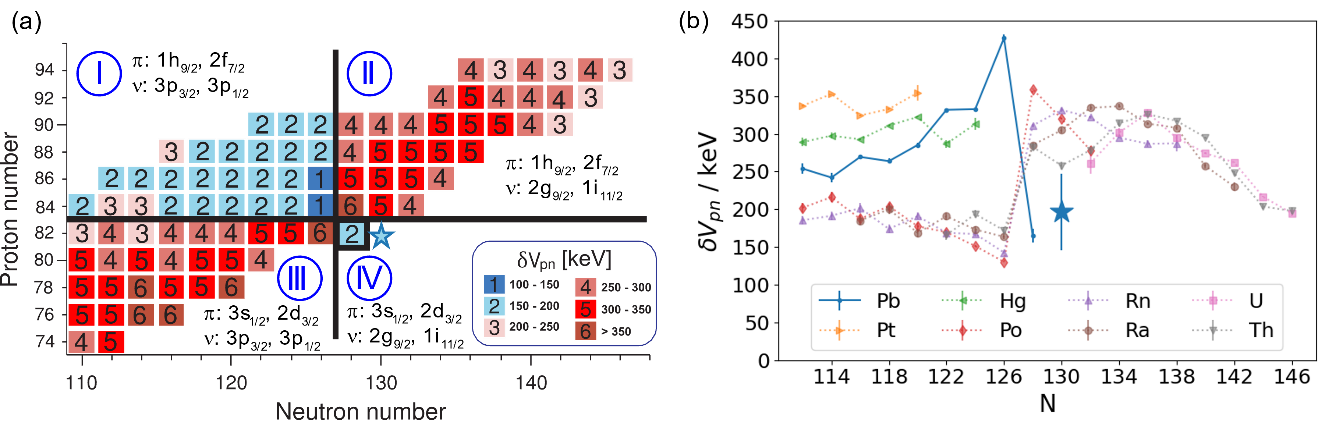 (a)
I
π: 1h9/2, 2f7/2
ν: 3p3/2, 3p1/2
II
94 4 3 4 3 4 3
92 4 5 4 4 4 3
90 2 2 2 4 4 4 5 5 5 4 3
88 3 2 2 2 2 2 4 5 5 5 5
86 2 2 2 2 2 2 2 1 5 5 5 4
84 2 3 3 2 2 2 2 2 1 6 5 4
π: 1h9/2, 2f7/2
ν: 2g9/2, 1i11/2
82 3 4 3 4 4 4 5 5 6 2
80 5 4 5 4 5 5 4
78 5 5 6 5 5 6
76 5 5 6 6
74 4 5
III
IV
π: 3s1/2, 2d3/2
ν: 3p3/2, 3p1/2
π: 3s1/2, 2d3/2
ν: 2g9/2, 1i11/2
δVpn [keV]
1 100 - 150
2 150 - 200
3 200 - 250
4 250 - 300
5 300 - 350
6 > 350
110 120 130 140
Neutron number
Proton number
(b)
450
400
350
300
250
200
150
100
50
0
δVpn / keV
Pb Hg Rn U
Pt Po Ra Th
114 118 122 126 130 134 138 142 146
N